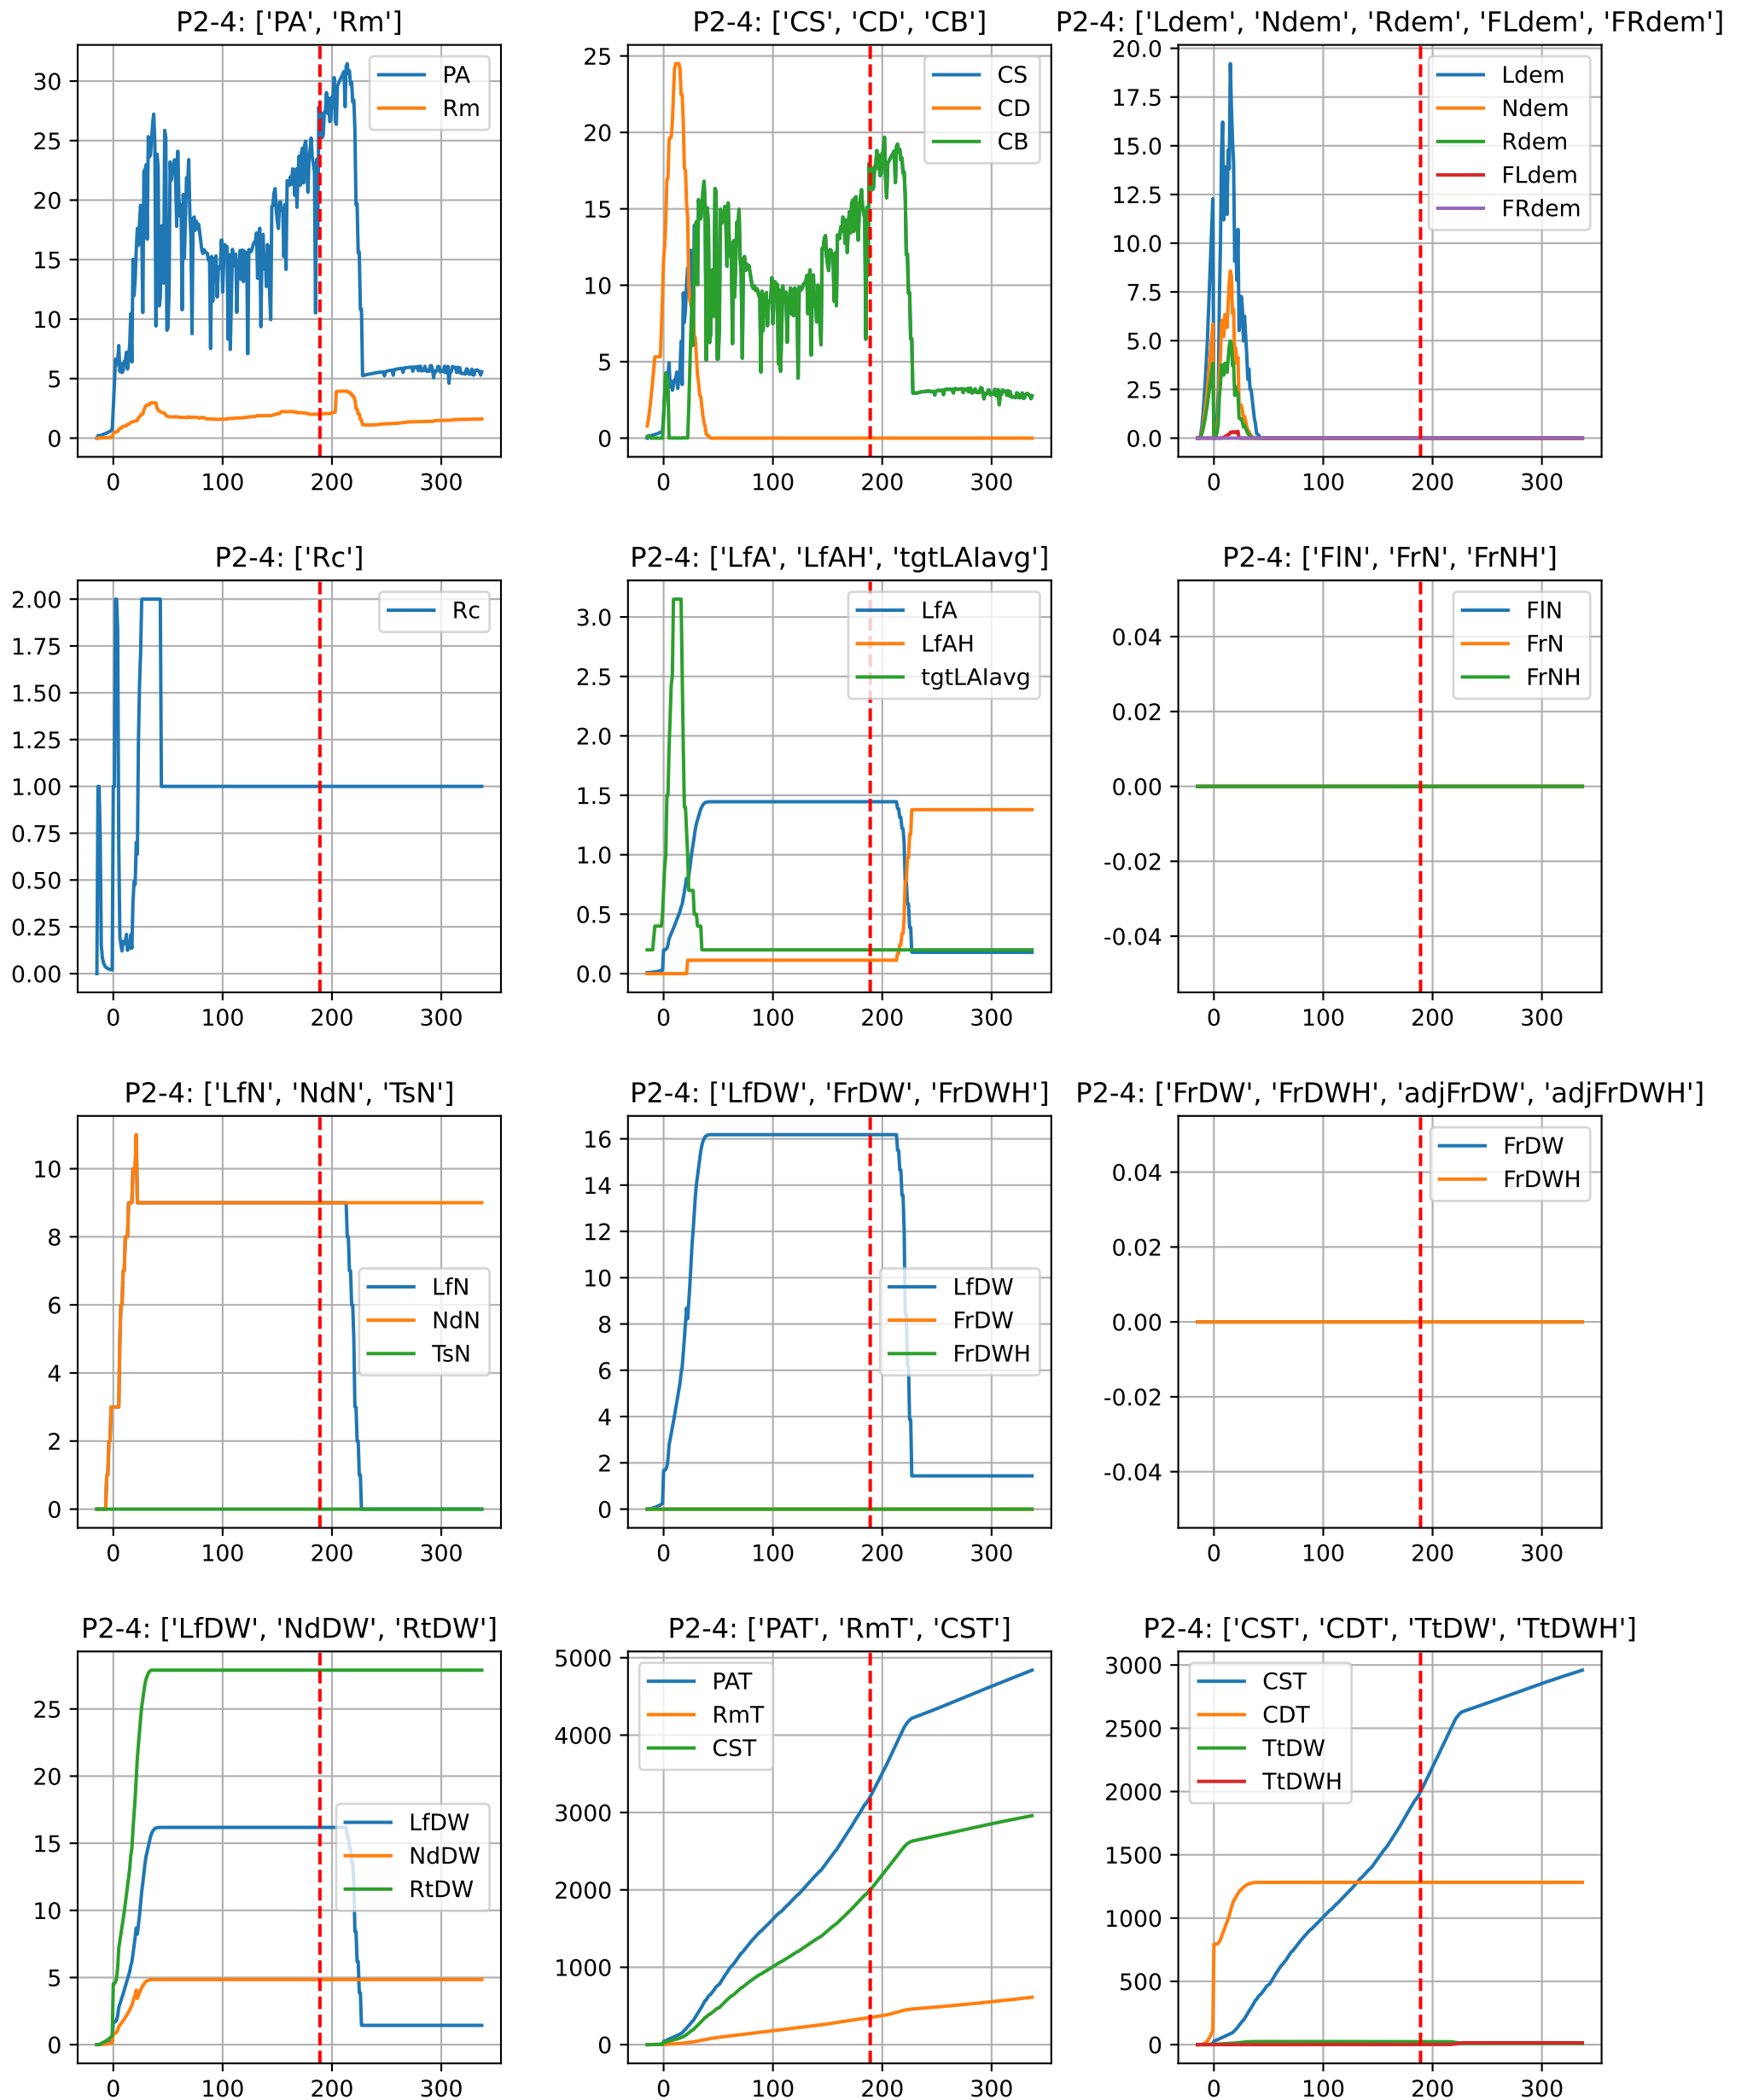 P2-4: ['PA', 'Rm']
PA
Rm
30
25
20
15
10
5
0
0 100 200 300
P2-4: ['CS', 'CD', 'CB']
CS
CD
CB
25
20
15
10
5
0
0 100 200 300
P2-4: ['Ldem', 'Ndem', 'Rdem', 'FLdem', 'FRdem']
Ldem
Ndem
Rdem
FLdem
FRdem
20.0
17.5
15.0
12.5
10.0
7.5
5.0
2.5
0.0
0 100 200 300
P2-4: ['Rc']
Rc
2.00
1.75
1.50
1.25
1.00
0.75
0.50
0.25
0.00
0 100 200 300
P2-4: ['LfA', 'LfAH', 'tgtLAIavg']
LfA
LfAH
tgtLAIavg
3.0
2.5
2.0
1.5
1.0
0.5
0.0
0 100 200 300
P2-4: ['FlN', 'FrN', 'FrNH']
FlN
FrN
FrNH
0.04
0.02
0.00
-0.02
-0.04
0 100 200 300
P2-4: ['LfN', 'NdN', 'TsN']
LfN
NdN
TsN
10
8
6
4
2
0
0 100 200 300
P2-4: ['LfDW', 'FrDW', 'FrDWH']
LfDW
FrDW
FrDWH
16
14
12
10
8
6
4
2
0
0 100 200 300
P2-4: ['FrDW', 'FrDWH', 'adjFrDW', 'adjFrDWH']
FrDW
FrDWH
0.04
0.02
0.00
-0.02
-0.04
0 100 200 300
P2-4: ['LfDW', 'NdDW', 'RtDW']
LfDW
NdDW
RtDW
25
20
15
10
5
0
0 100 200 300
P2-4: ['PAT', 'RmT', 'CST']
PAT
RmT
CST
5000
4000
3000
2000
1000
0
0 100 200 300
P2-4: ['CST', 'CDT', 'TtDW', 'TtDWH']
CST
CDT
TtDW
TtDWH
3000
2500
2000
1500
1000
500
0
0 100 200 300